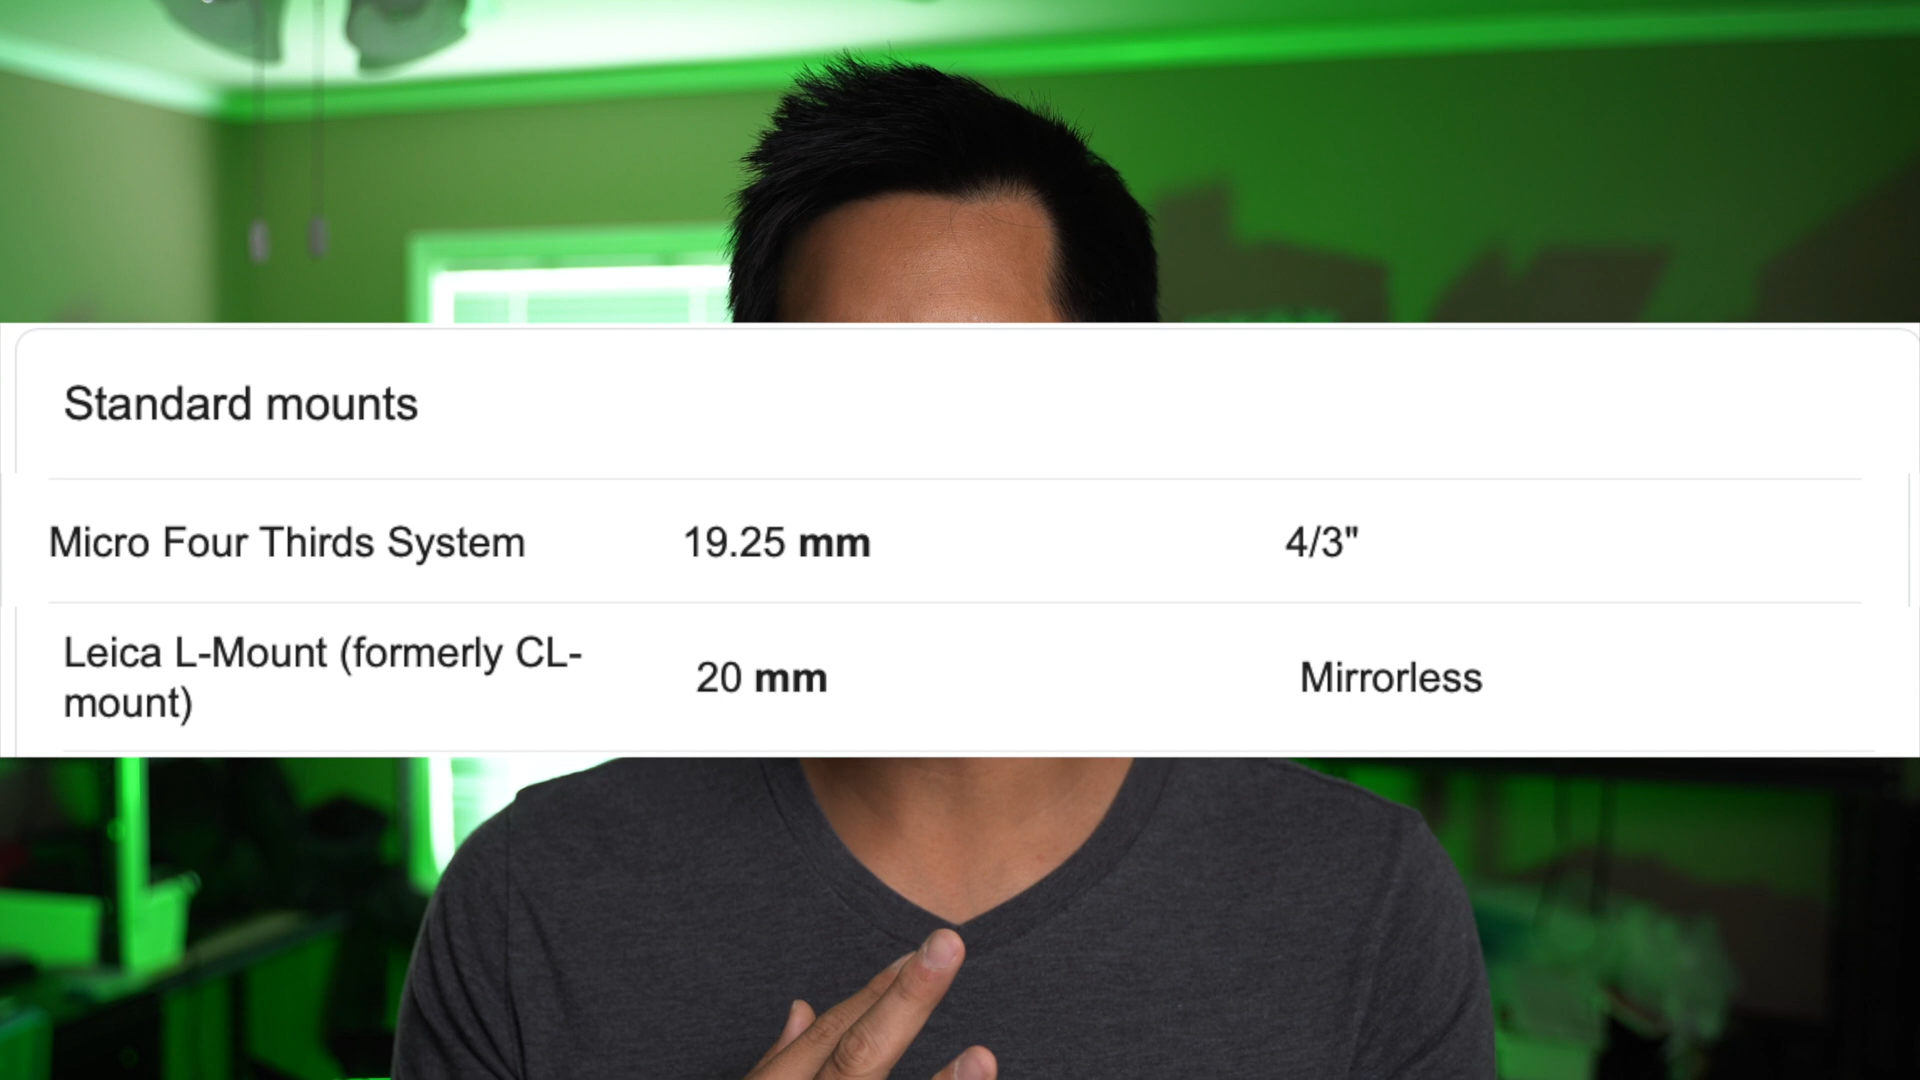 Standard mounts
Micro Four Thirds System 19.25 mm 4/3"
Leica L-Mount (formerly CL-
mount) 20 mm Mirrorless